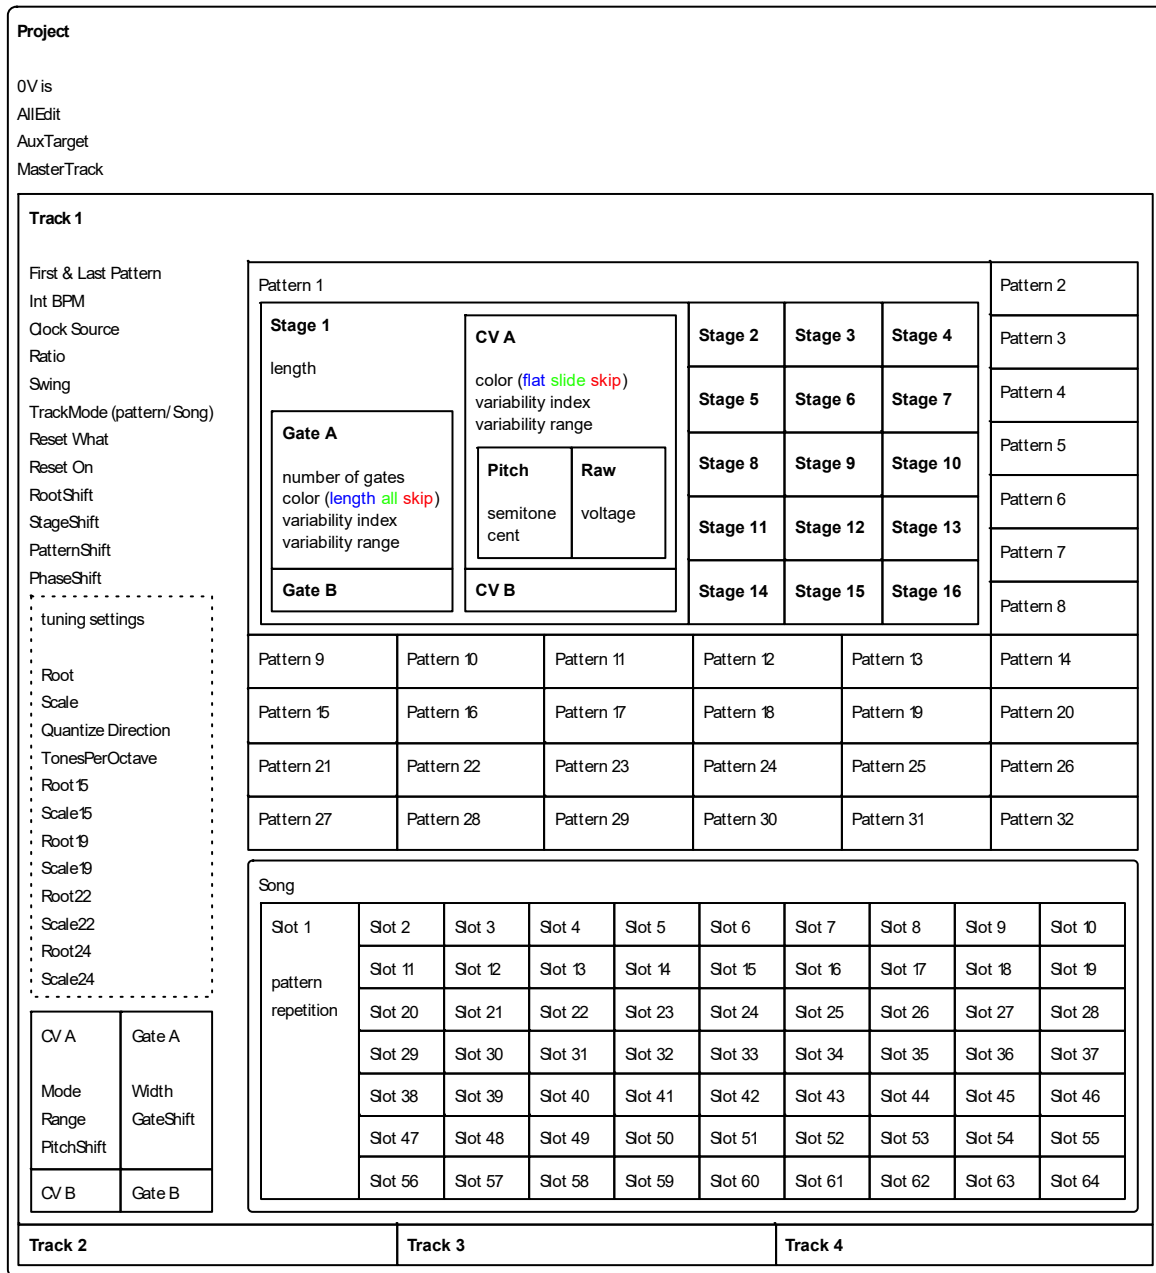 Project
0V is
AllEdit
AuxTarget
MasterTrack
Track 1
First & Last Pattern
Int BPM
Clock Source
Ratio
Swing
TrackMode (pattern/Song)
Reset What
Reset On
RootShift
StageShift
PatternShift
PhaseShift
tuning settings
Root
Scale
Quantize Direction
TonesPerOctave
Root15
Scale15
Root19
Scale19
Root22
Scale22
Root24
Scale24
CV A
Mode
Range
PitchShift
Gate A
Width
GateShift
CV B
Gate B
Pattern 1
Stage 1
length
Gate A
number of gates
color (length all skip)
variability index
variability range
Gate B
CV A
color (flat slide skip)
variability index
variability range
Pitch
semitone
cent
Raw
voltage
CV B
Stage 2 Stage 3 Stage 4
Stage 5 Stage 6 Stage 7
Stage 8 Stage 9 Stage 10
Stage 11 Stage 12 Stage 13
Stage 14 Stage 15 Stage 16
Pattern 2
Pattern 3
Pattern 4
Pattern 5
Pattern 6
Pattern 7
Pattern 8
Pattern 9 Pattern 10 Pattern 11 Pattern 12 Pattern 13 Pattern 14
Pattern 15 Pattern 16 Pattern 17 Pattern 18 Pattern 19 Pattern 20
Pattern 21 Pattern 22 Pattern 23 Pattern 24 Pattern 25 Pattern 26
Pattern 27 Pattern 28 Pattern 29 Pattern 30 Pattern 31 Pattern 32
Song
Slot 1
pattern
repetition
Slot 2 Slot 3 Slot 4 Slot 5 Slot 6 Slot 7 Slot 8 Slot 9 Slot 10
Slot 11 Slot 12 Slot 13 Slot 14 Slot 15 Slot 16 Slot 17 Slot 18 Slot 19
Slot 20 Slot 21 Slot 22 Slot 23 Slot 24 Slot 25 Slot 26 Slot 27 Slot 28
Slot 29 Slot 30 Slot 31 Slot 32 Slot 33 Slot 34 Slot 35 Slot 36 Slot 37
Slot 38 Slot 39 Slot 40 Slot 41 Slot 42 Slot 43 Slot 44 Slot 45 Slot 46
Slot 47 Slot 48 Slot 49 Slot 50 Slot 51 Slot 52 Slot 53 Slot 54 Slot 55
Slot 56 Slot 57 Slot 58 Slot 59 Slot 60 Slot 61 Slot 62 Slot 63 Slot 64
Track 2 Track 3 Track 4